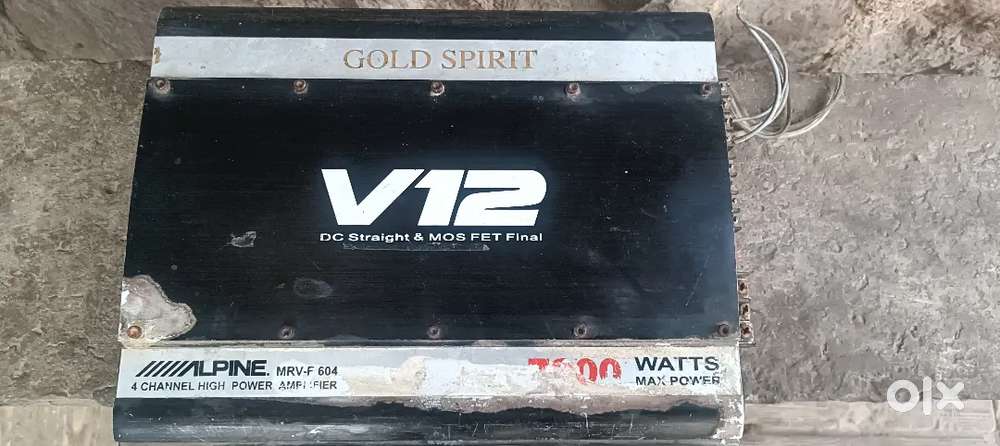 GOLD SPIRIT
V12
DC Straight & MOS FET Final
/////ALPINE. MRV-F 604
4 CHANNEL HIGH POWER AMPLIFIER
WATTS
MAX POWER
olx